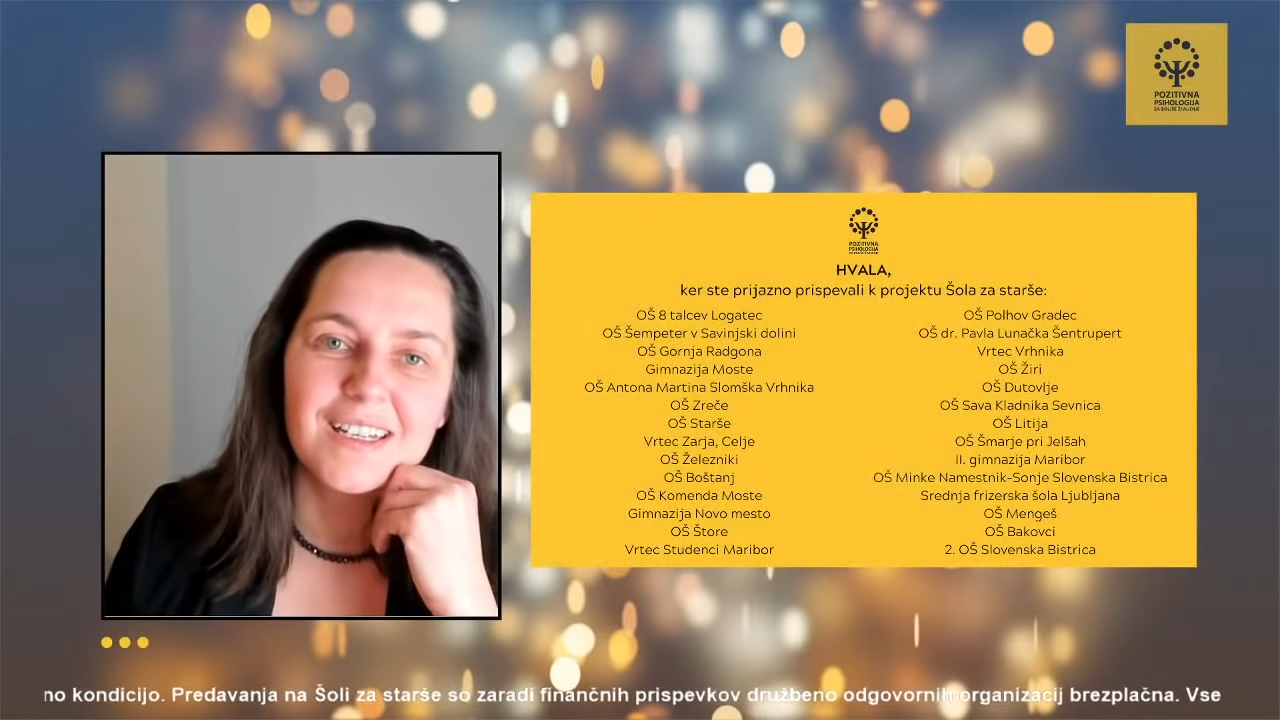 POZITIVNA
PSIHOLOGIJA
ZA BOLJŠE ŽIVLJENJE
POZITIVNA
PSIHOLOGIJA
HVALA,
ker ste prijazno prispevali k projektu Šola za starše:
OŠ 8 talcev Logatec
OŠ Šempeter v Savinjski dolini
OŠ Gornja Radgona
Gimnazija Moste
OŠ Antona Martina Slomška Vrhnika
OŠ Zreče
OŠ Starše
Vrtec Zarja, Celje
OŠ Železniki
OŠ Boštanj
OŠ Komenda Moste
Gimnazija Novo mesto
OŠ Štore
Vrtec Studenci Maribor
OŠ Polhov Gradec
OŠ dr. Pavla Lunačka Šentrupert
Vrtec Vrhnika
OŠ Žiri
OŠ Dutovlje
OŠ Sava Kladnika Sevnica
OŠ Litija
OŠ Šmarje pri Jelšah
II. gimnazija Maribor
OŠ Minke Namestnik-Sonje Slovenska Bistrica
Srednja frizerska šola Ljubljana
OŠ Mengeš
OŠ Bakovci
2. OŠ Slovenska Bistrica
no kondicijo. Predavanja na Šoli za starše so zaradi finančnih prispevkov družbeno odgovornih organizacij brezplačna. Vse